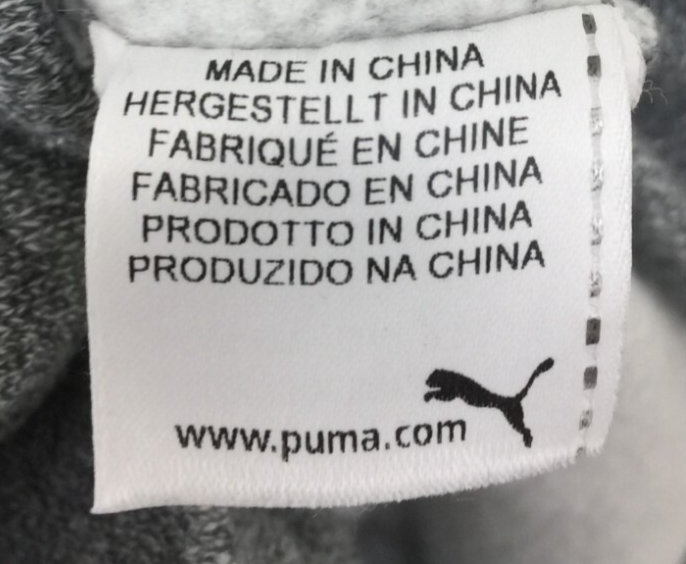 MADE IN CHINA
HERGESTELLT IN CHINA
FABRIQUÉ EN CHINE
FABRICADO EN CHINA
PRODOTTO IN CHINA
PRODUZIDO NA CHINA
www.puma.com